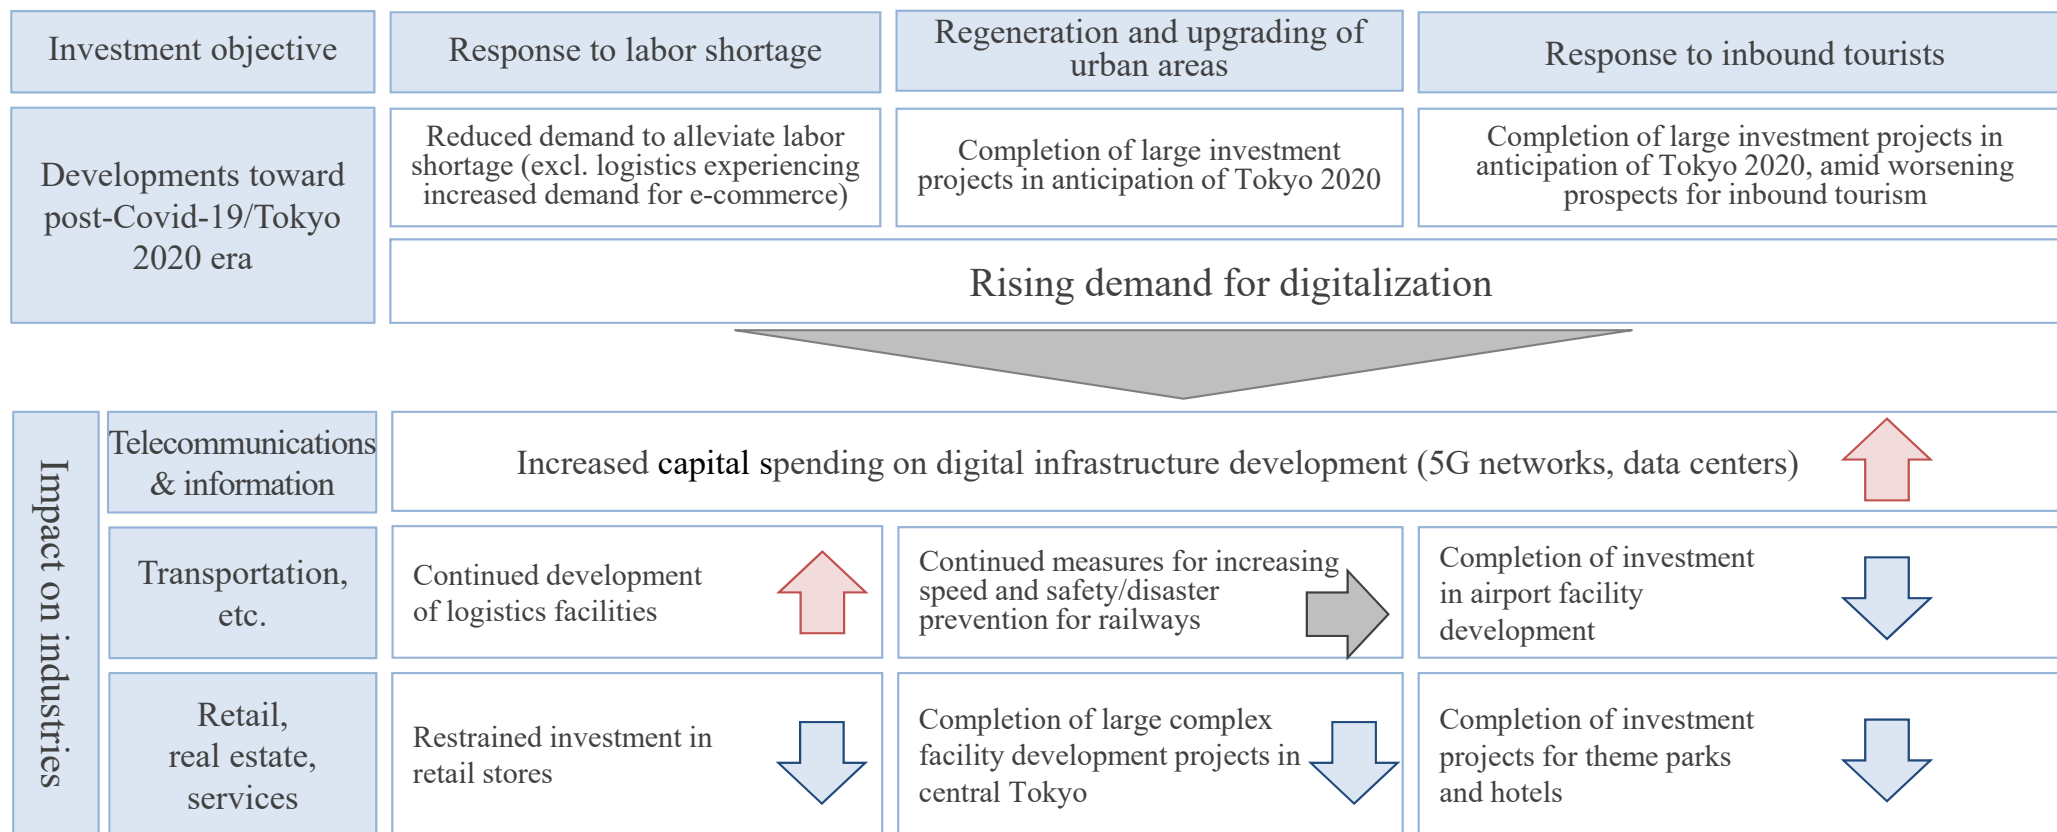 Investment objective
Response to labor shortage
Regeneration and upgrading of
urban areas
Response to inbound tourists
Developments toward
post-Covid-19/Tokyo
2020 era
Reduced demand to alleviate labor
shortage (excl. logistics experiencing
increased demand for e-commerce)
Completion of large investment
projects in anticipation of Tokyo 2020
Completion of large investment projects in
anticipation of Tokyo 2020, amid worsening
prospects for inbound tourism
Rising demand for digitalization
Impact on industries
Telecommunications
& information
Increased capital spending on digital infrastructure development (5G networks, data centers)
Transportation,
etc.
Continued development
of logistics facilities
Continued measures for increasing
speed and safety/disaster
prevention for railways
Completion of investment
in airport facility
development
Retail,
real estate,
services
Restrained investment in
retail stores
Completion of large complex
facility development projects in
central Tokyo
Completion of investment
projects for theme parks
and hotels